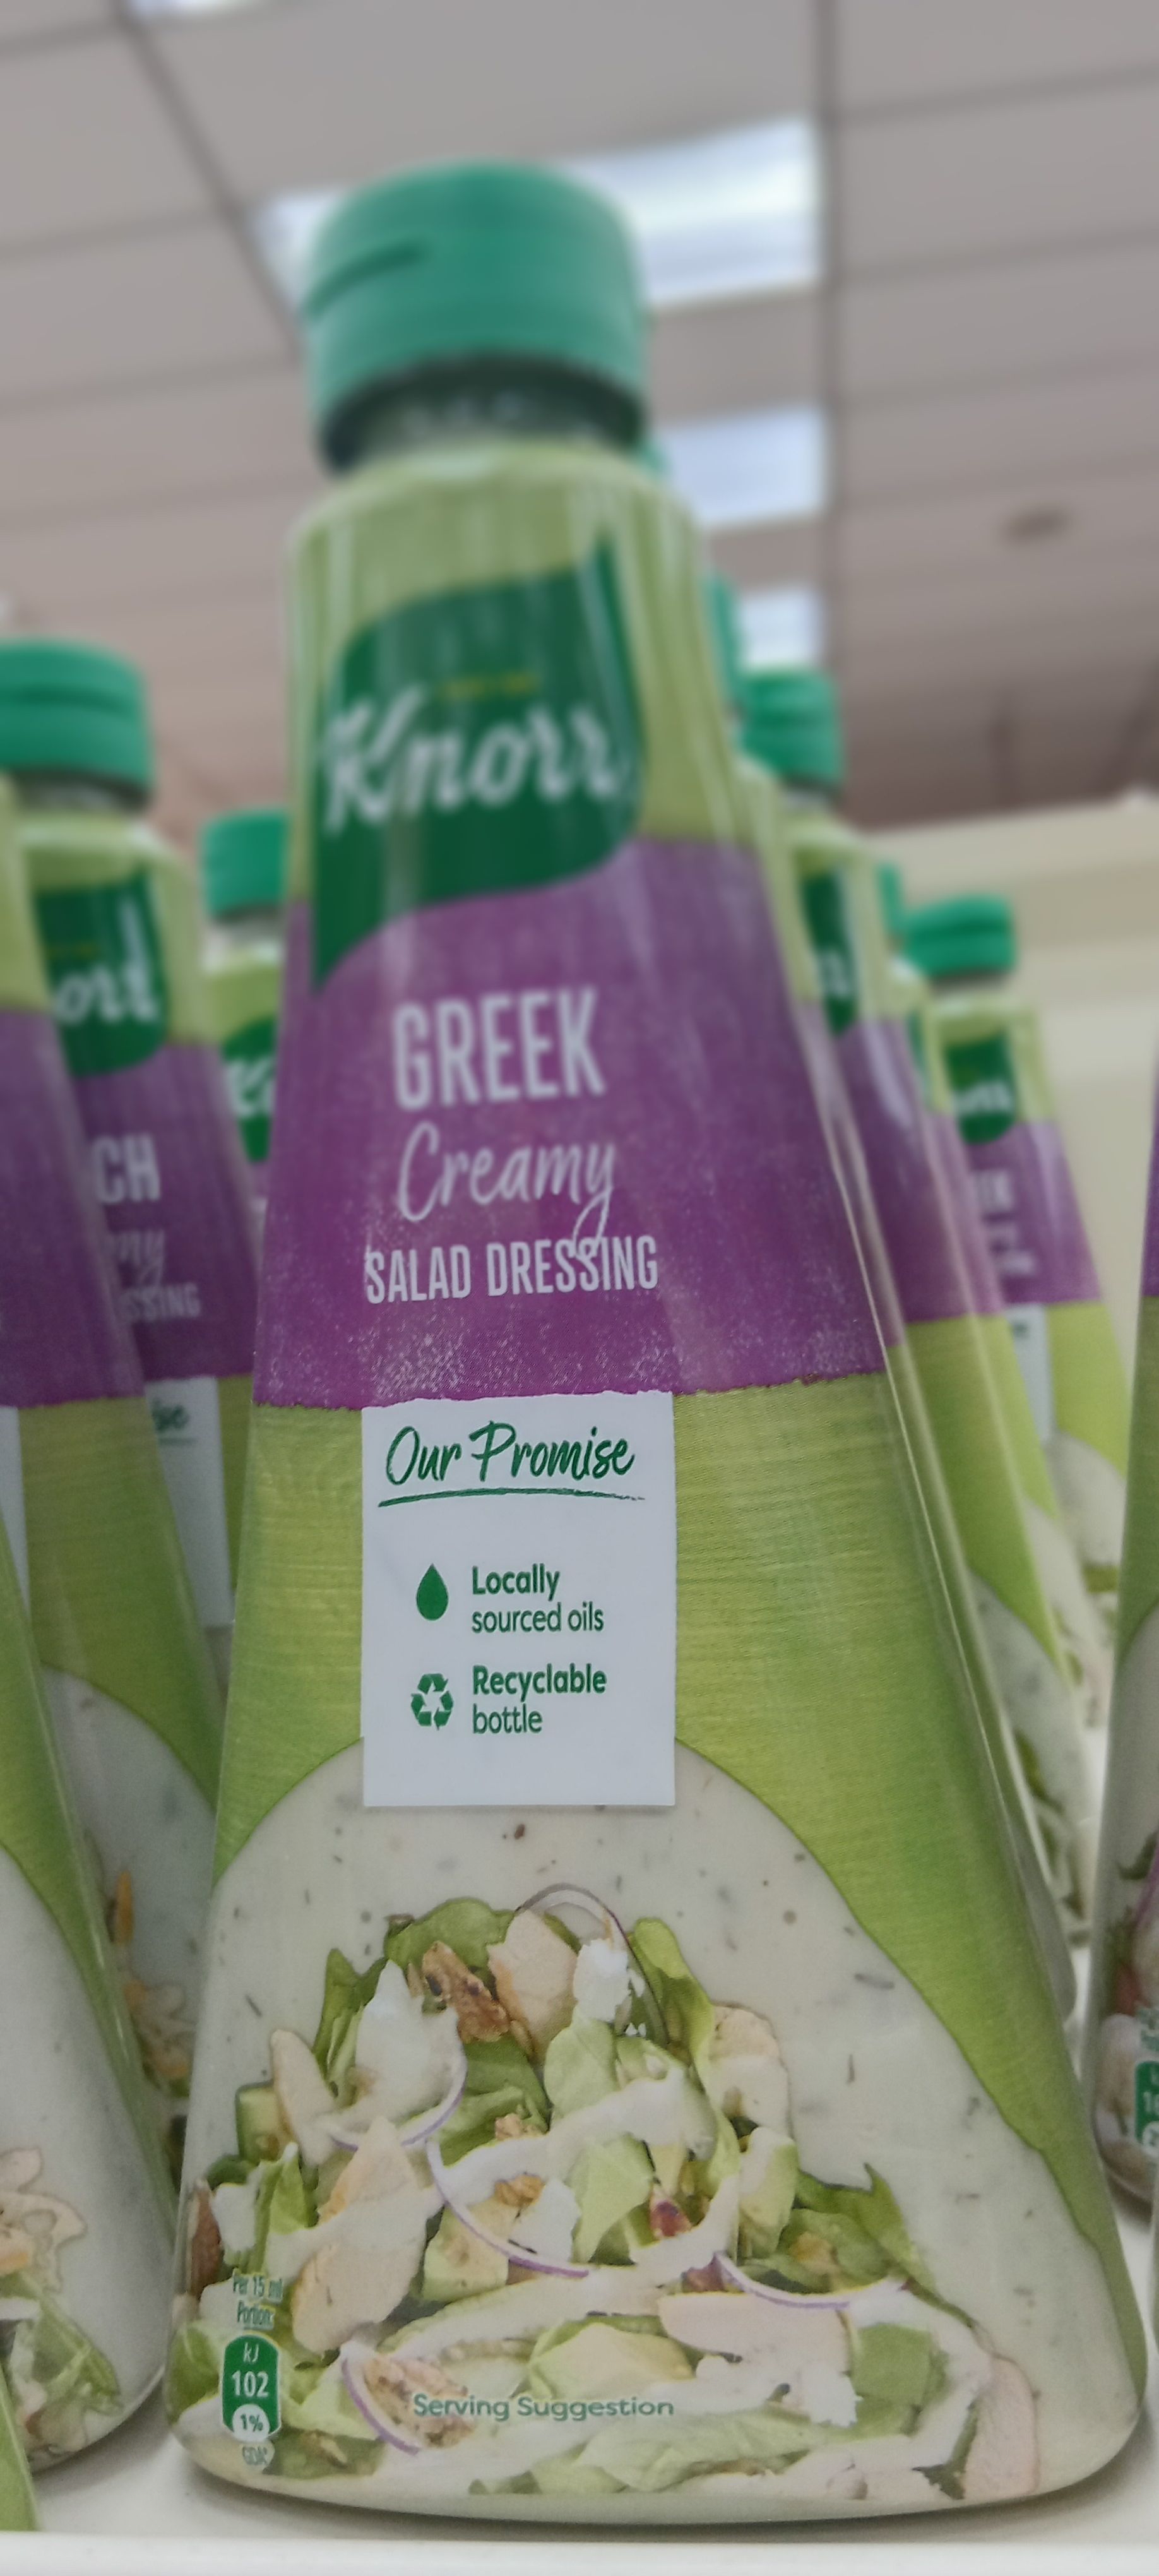 Knorr
GREEK
Creamy
SALAD DRESSING
Our Promise
Locally
sourced oils
Recyclable
bottle
Per 15 ml
Portion
kJ
102
1%
GDA*
Serving Suggestion